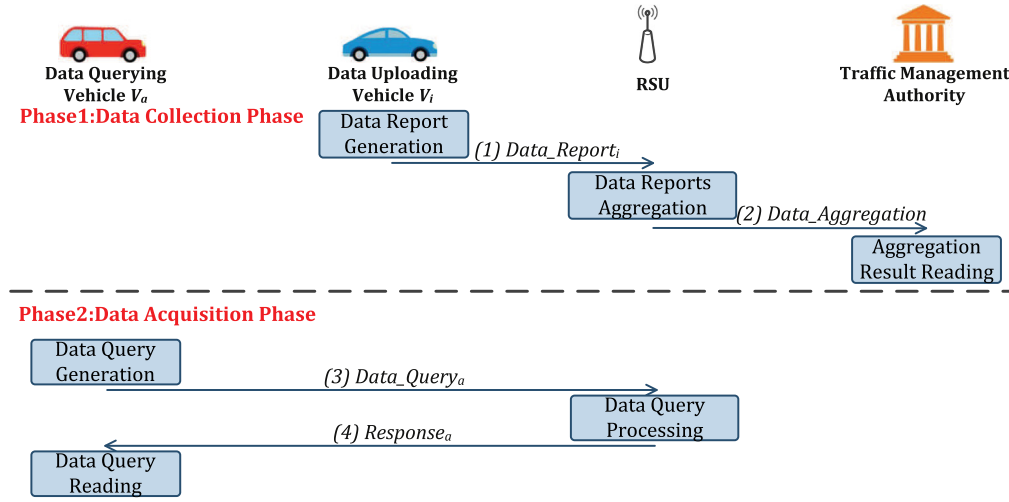 Data Querying
Vehicle Va
Data Uploading
Vehicle Vi
RSU
Traffic Management
Authority
Phase1:Data Collection Phase
Data Report
Generation
(1) Data_Reporti
Data Reports
Aggregation
(2) Data_Aggregation
Aggregation
Result Reading
Phase2:Data Acquisition Phase
Data Query
Generation
(3) Data_Querya
Data Query
Processing
(4) Responsea
Data Query
Reading